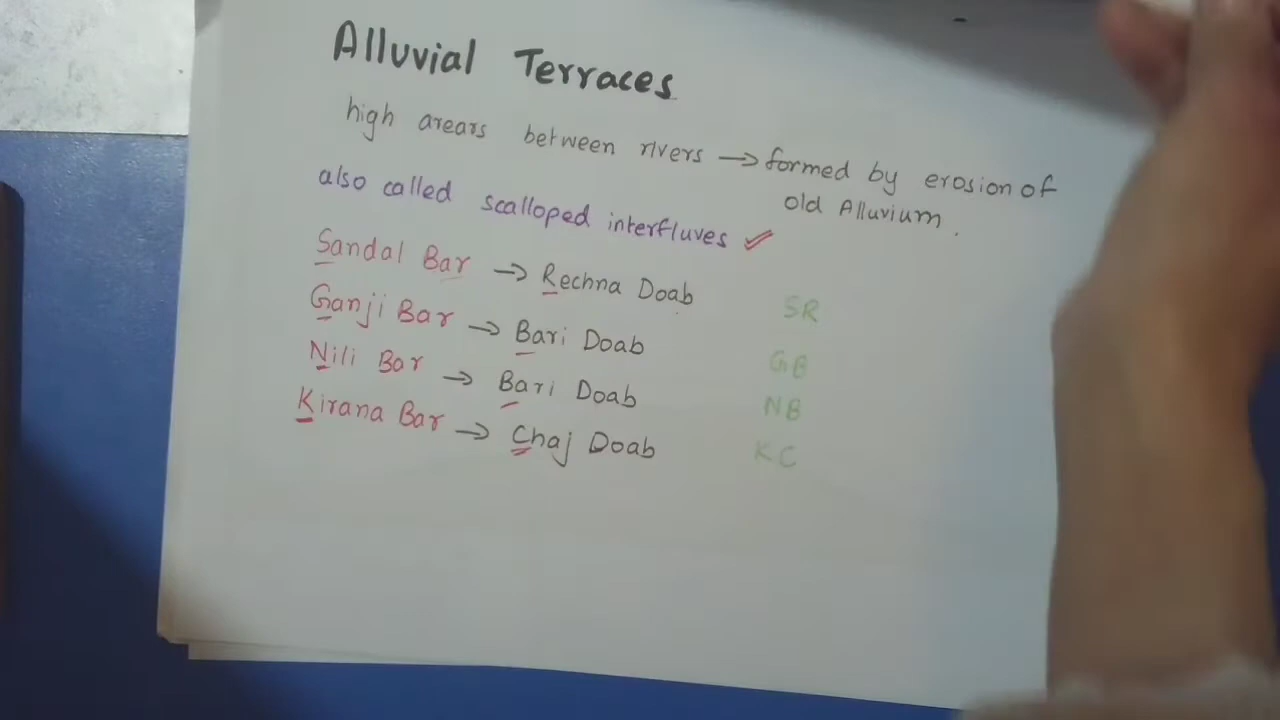 Alluvial Terraces
high arears between rivers → formed by erosion of
old Alluvium.
also called scalloped interfluves ✓
Sandal Bar → Rechna Doab SR
Ganji Bar → Bari Doab GB
Nili Bar → Bari Doab NB
Kirana Bar → Chaj Doab KC